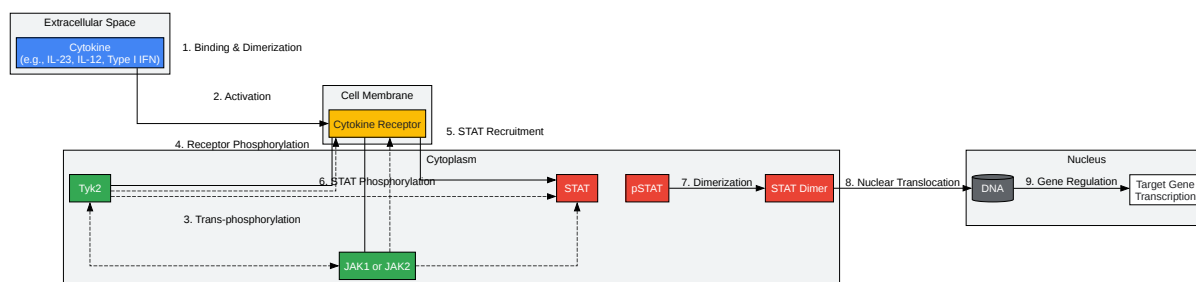 Extracellular Space
Cytokine
(e.g., IL-23, IL-12, Type I IFN)
1. Binding & Dimerization
2. Activation
Cell Membrane
Cytokine Receptor
5. STAT Recruitment
4. Receptor Phosphorylation
Cytoplasm
Tyk2
6. STAT Phosphorylation
STAT
pSTAT
7. Dimerization
STAT Dimer
8. Nuclear Translocation
Nucleus
DNA
9. Gene Regulation
Target Gene
Transcription
3. Trans-phosphorylation
JAK1 or JAK2